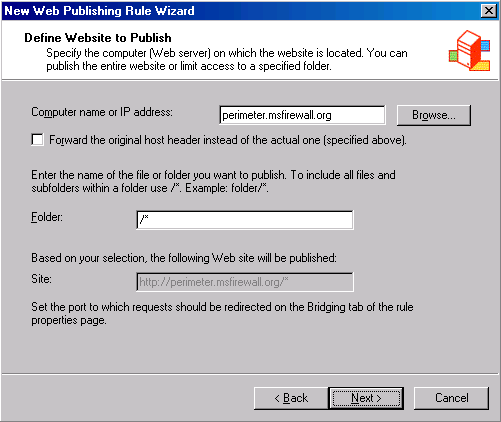 New Web Publishing Rule Wizard
Define Website to Publish
Specify the computer (Web server) on which the website is located. You can
publish the entire website or limit access to a specified folder.
Computer name or IP address:
perimeter.msfirewall.org
Browse...
Forward the original host header instead of the actual one (specified above).
Enter the name of the file or folder you want to publish. To include all files and
subfolders within a folder use /*. Example: folder/*.
Folder:
/*
Based on your selection, the following Web site will be published:
Site:
http://perimeter.msfirewall.org/*
Set the port to which requests should be redirected on the Bridging tab of the rule
properties page.
< Back
Next >
Cancel